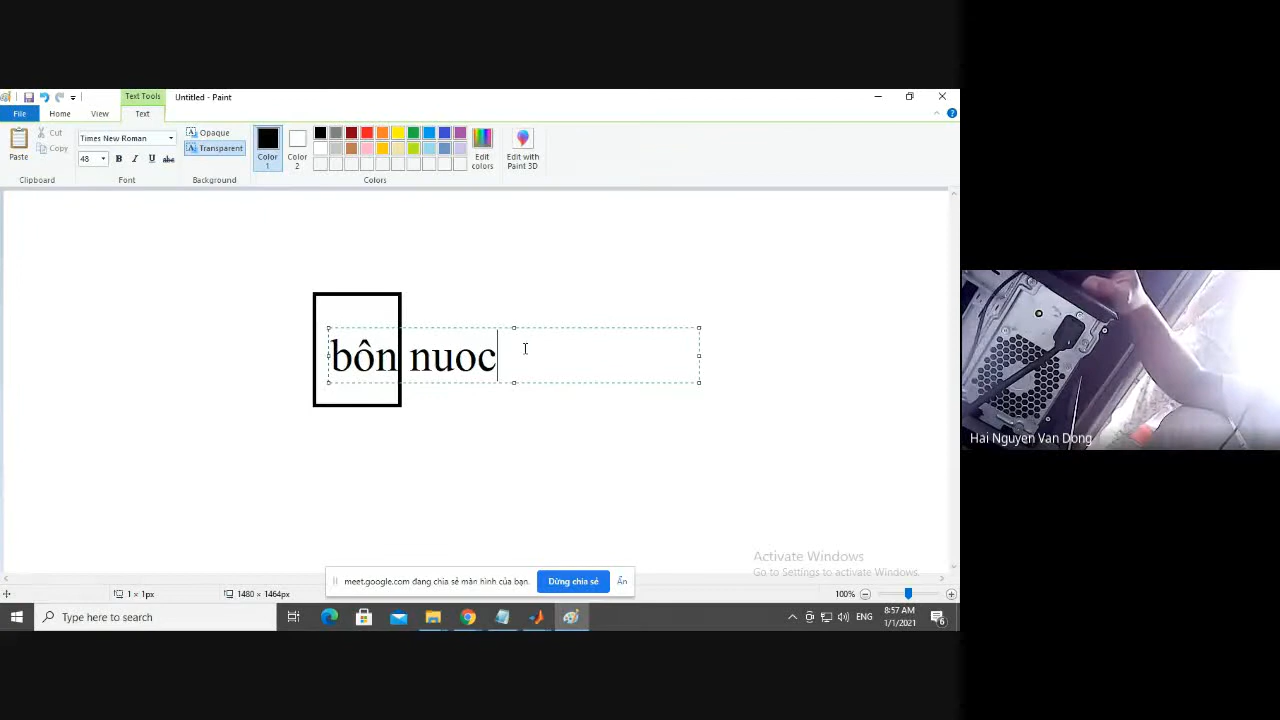 Text Tools
Untitled - Paint
File
Home
View
Text
Paste
Cut
Copy
Clipboard
Times New Roman
48
B I U abc
Font
Opaque
Transparent
Background
Color 1
Color 2
Edit colors
Edit with Paint 3D
Colors
bôn nuoc
Hai Nguyen Van Dong
Activate Windows
Go to Settings to activate Windows.
meet.google.com đang chia sẻ màn hình của bạn.
Dừng chia sẻ
Ẩn
1 × 1px
1480 × 1464px
100%
Type here to search
ENG
8:57 AM
1/1/2021
6